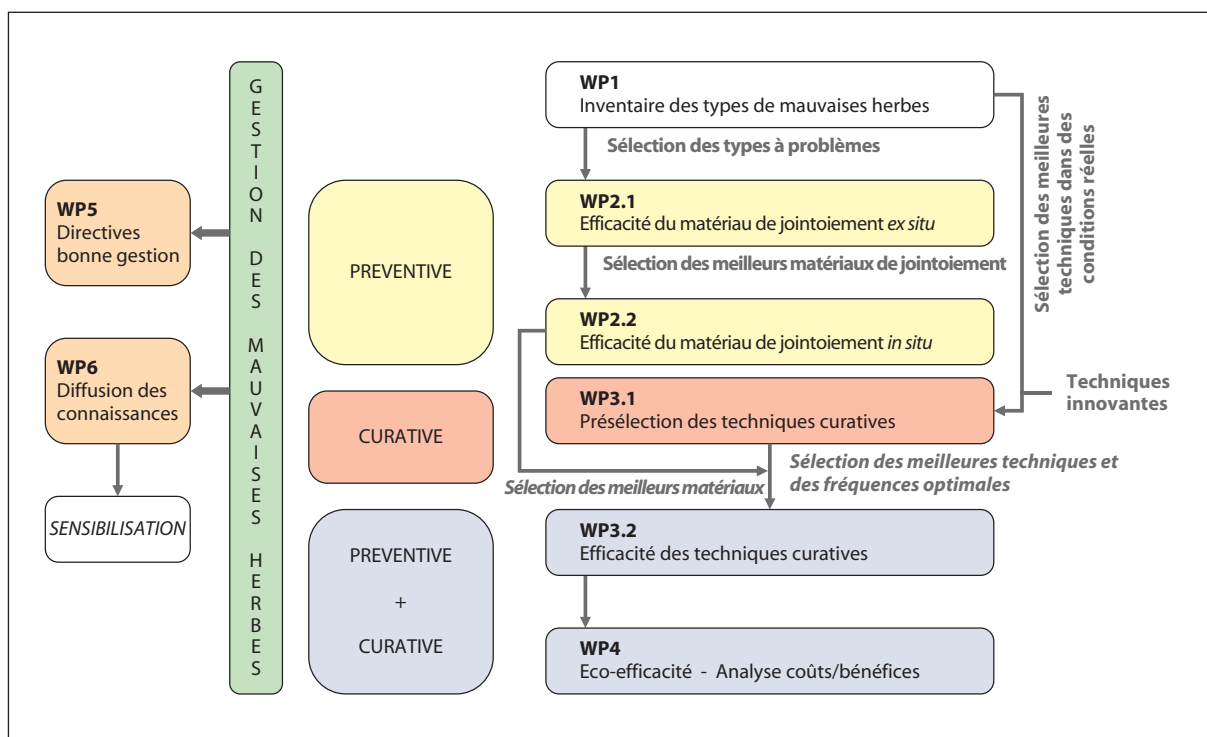 WP5
Directives
bonne gestion
WP6
Diffusion des
connaissances
SENSIBILISATION
GESTION DES MAUVAISES HERBES
PREVENTIVE
CURATIVE
PREVENTIVE
+
CURATIVE
WP1
Inventaire des types de mauvaises herbes
Sélection des types à problèmes
WP2.1
Efficacité du matériau de jointoiement ex situ
Sélection des meilleurs matériaux de jointoiement
WP2.2
Efficacité du matériau de jointoiement in situ
WP3.1
Présélection des techniques curatives
Sélection des meilleurs matériaux
Sélection des meilleures techniques et
des fréquences optimales
WP3.2
Efficacité des techniques curatives
WP4
Eco-efficacité - Analyse coûts/bénéfices
Sélection des meilleures
techniques dans des
conditions réelles
Techniques
innovantes